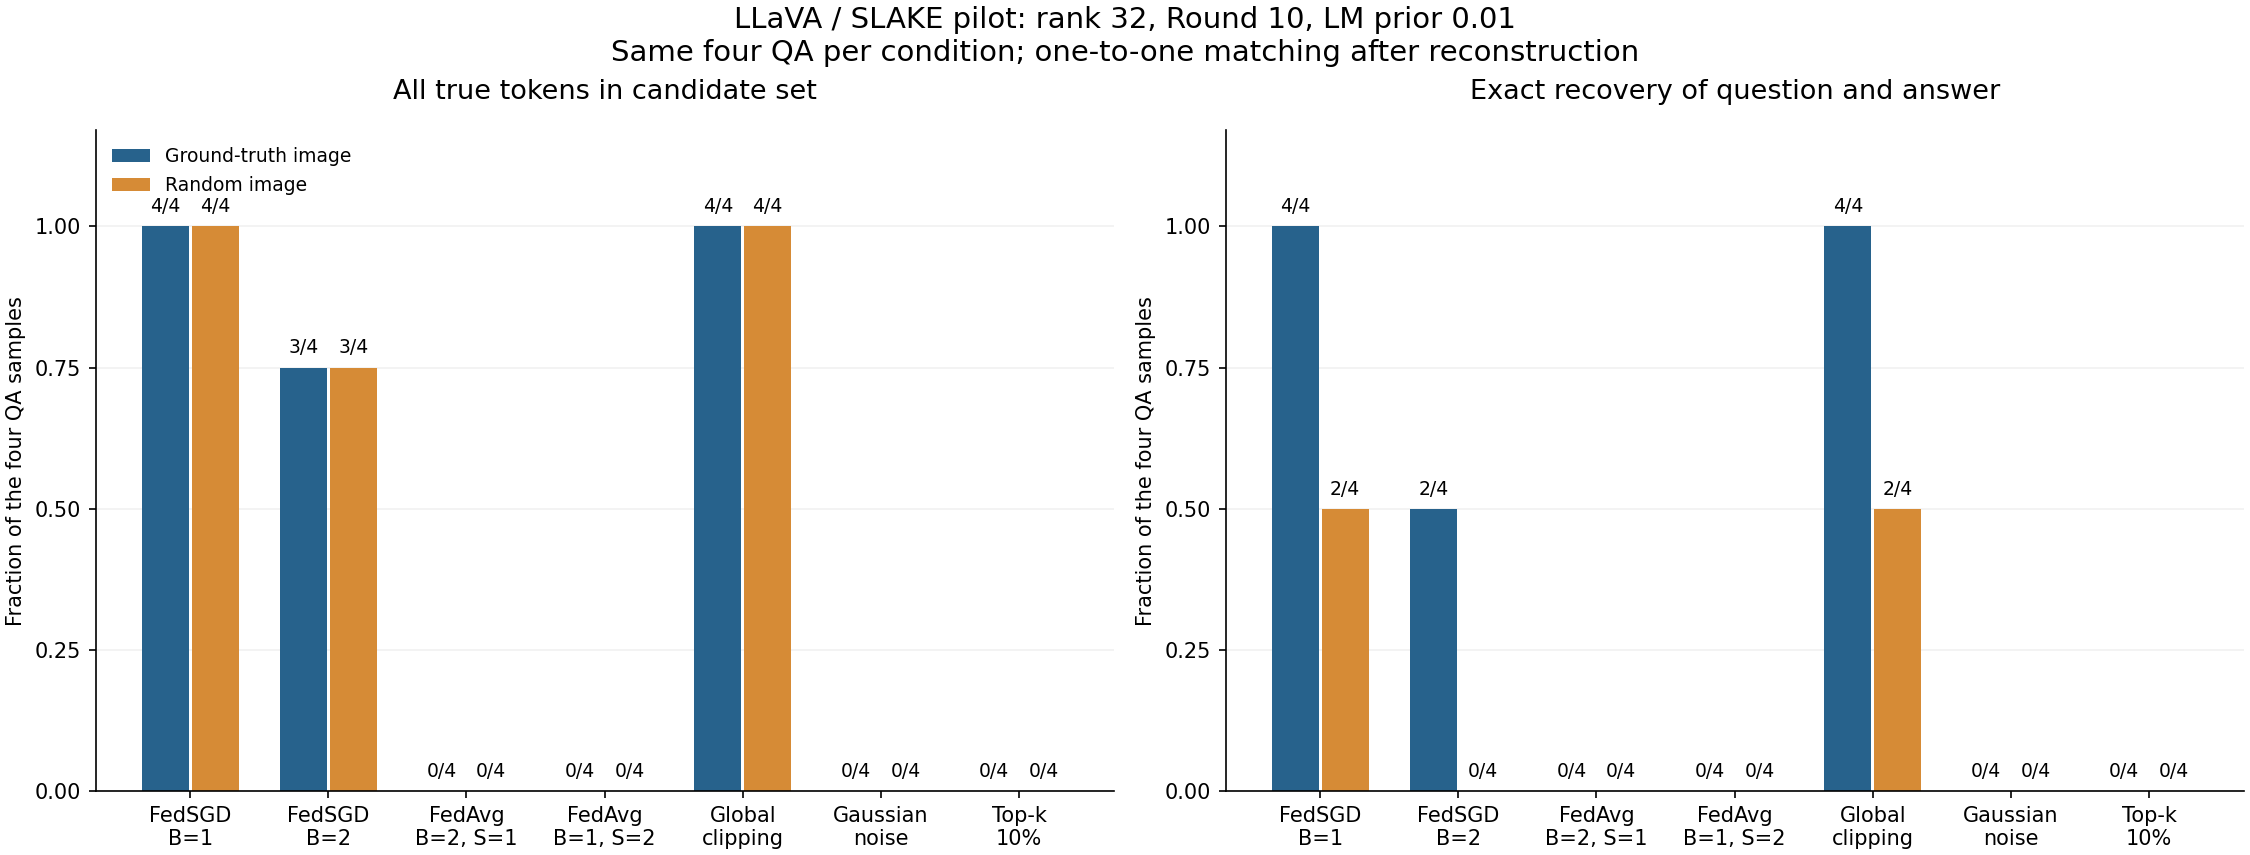 LLaVA / SLAKE pilot: rank 32, Round 10, LM prior 0.01
Same four QA per condition; one-to-one matching after reconstruction
All true tokens in candidate set
Ground-truth image
Random image
Fraction of the four QA samples
1.00
0.75
0.50
0.25
0.00
4/4 4/4
3/4 3/4
0/4 0/4
0/4 0/4
4/4 4/4
0/4 0/4
0/4 0/4
FedSGD
B=1
FedSGD
B=2
FedAvg
B=2, S=1
FedAvg
B=1, S=2
Global
clipping
Gaussian
noise
Top-k
10%
Exact recovery of question and answer
Fraction of the four QA samples
1.00
0.75
0.50
0.25
0.00
4/4 2/4
2/4 0/4
0/4 0/4
0/4 0/4
4/4 2/4
0/4 0/4
0/4 0/4
FedSGD
B=1
FedSGD
B=2
FedAvg
B=2, S=1
FedAvg
B=1, S=2
Global
clipping
Gaussian
noise
Top-k
10%